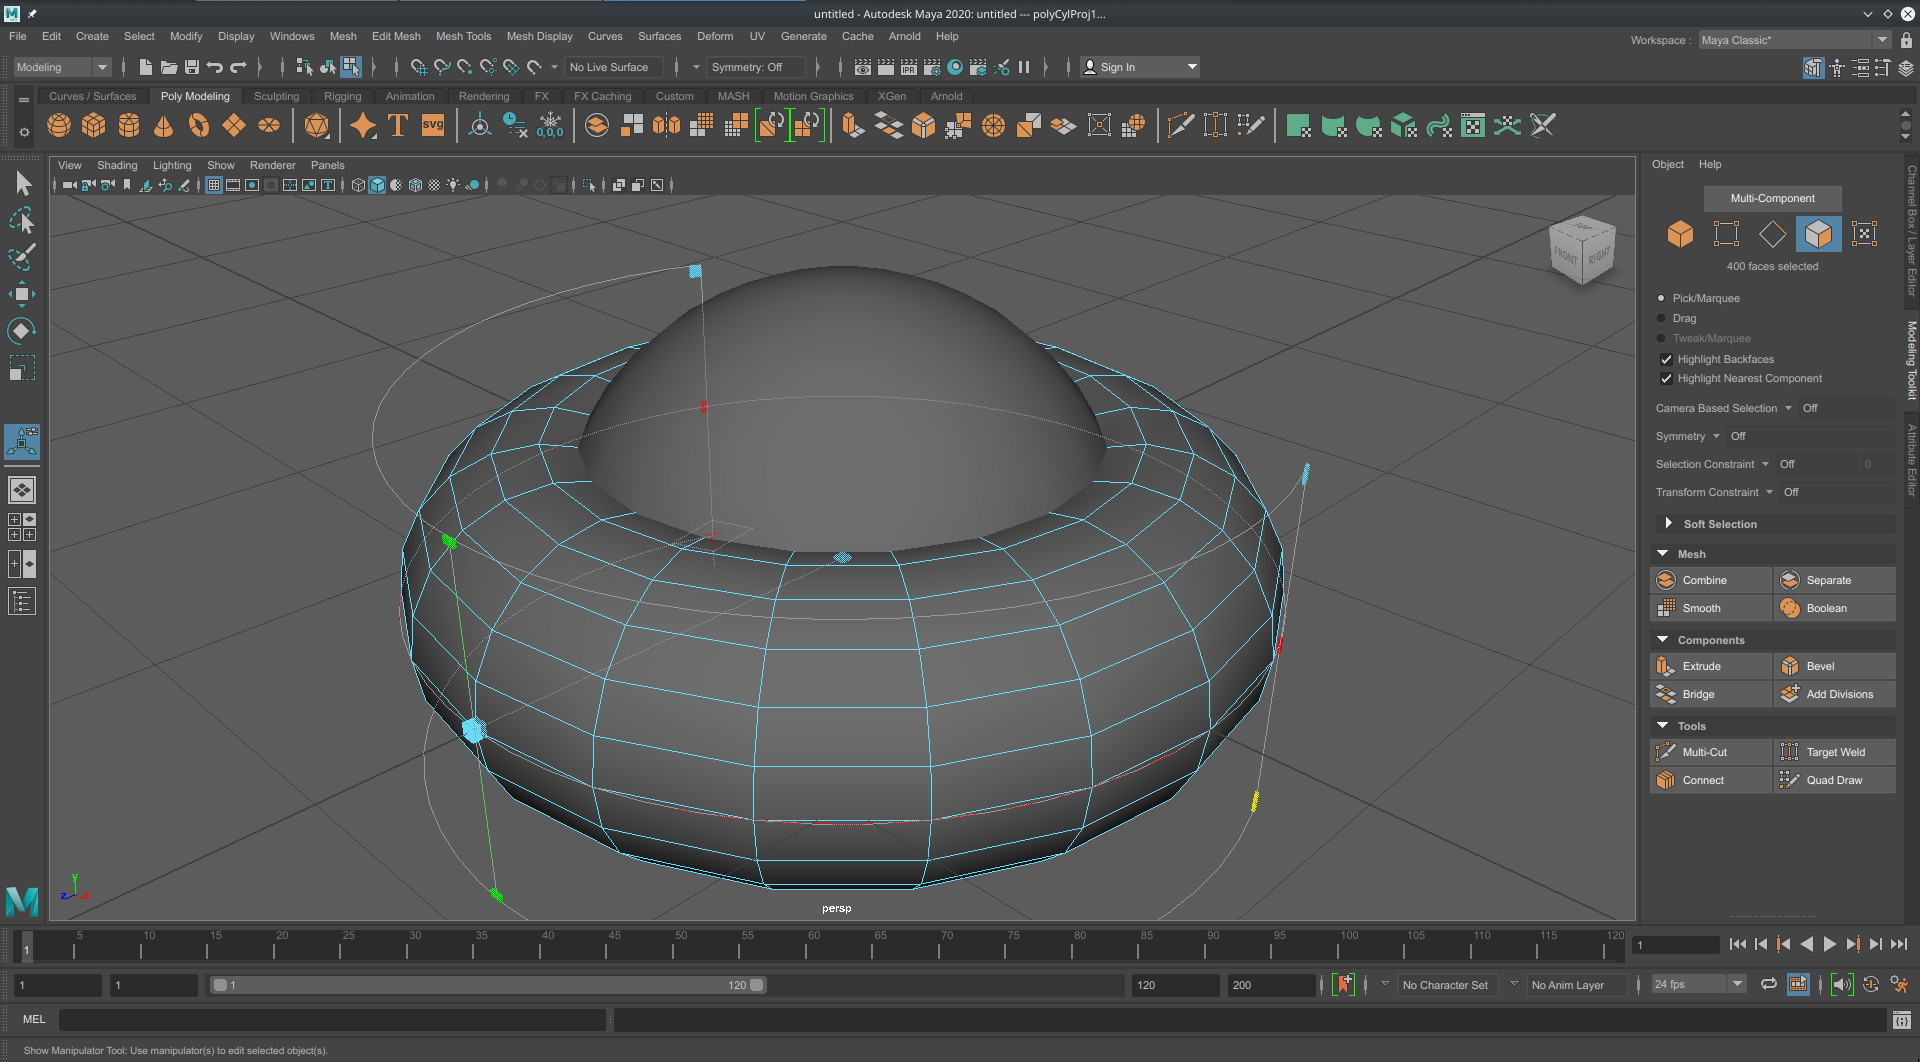 untitled - Autodesk Maya 2020: untitled --- polyCylProj1...
File Edit Create Select Modify Display Windows Mesh Edit Mesh Mesh Tools Mesh Display Curves Surfaces Deform UV Generate Cache Arnold Help
Workspace : Maya Classic*
Modeling No Live Surface Symmetry: Off Sign In
Curves / Surfaces Poly Modeling Sculpting Rigging Animation Rendering FX FX Caching Custom MASH Motion Graphics XGen Arnold
SVG
0,0,0
IPR
View Shading Lighting Show Renderer Panels
FRONT RIGHT
persp
y
z
Object Help
Multi-Component
400 faces selected
Pick/Marquee
Drag
Tweak/Marquee
Highlight Backfaces
Highlight Nearest Component
Camera Based Selection Off
Symmetry Off
Selection Constraint Off 0
Transform Constraint Off
Soft Selection
Mesh
Combine Separate
Smooth Boolean
Components
Extrude Bevel
Bridge Add Divisions
Tools
Multi-Cut Target Weld
Connect Quad Draw
Channel Box / Layer Editor
Modeling Toolkit
Attribute Editor
1 5 10 15 20 25 30 35 40 45 50 55 60 65 70 75 80 85 90 95 100 105 110 115 120 1
1 1 1 120 120 200 No Character Set No Anim Layer 24 fps
MEL
Show Manipulator Tool: Use manipulator(s) to edit selected object(s).